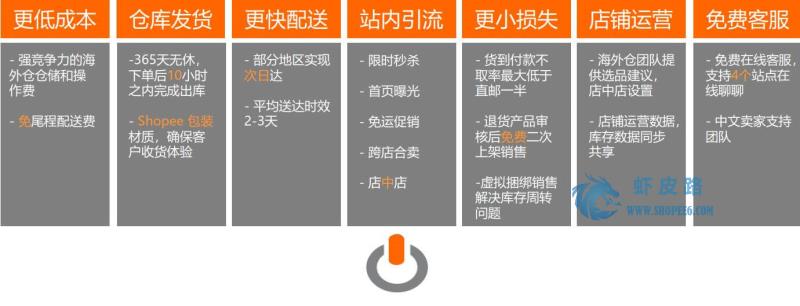 更低成本
- 强竞争力的海
外仓仓储和操
作费
- 免尾程配送费
仓库发货
-365天无休，
下单后10小时
之内完成出库
- Shopee 包装
材质，确保客
户收货体验
更快配送
- 部分地区实现
次日达
- 平均送达时效
2-3天
站内引流
- 限时秒杀
- 首页曝光
- 免运促销
- 跨店合卖
- 店中店
更小损失
- 货到付款不
取率最大低于
直邮一半
- 退货产品审
核后免费二次
上架销售
-虚拟捆绑销售
解决库存周转
问题
店铺运营
- 海外仓团队提
供选品建议，
店中店设置
- 店铺运营数据，
库存数据同步
共享
免费客服
- 免费在线客服，
支持4个站点在
线聊聊
- 中文卖家支持
团队
虾皮路
WWW.SHOPEE6.COM